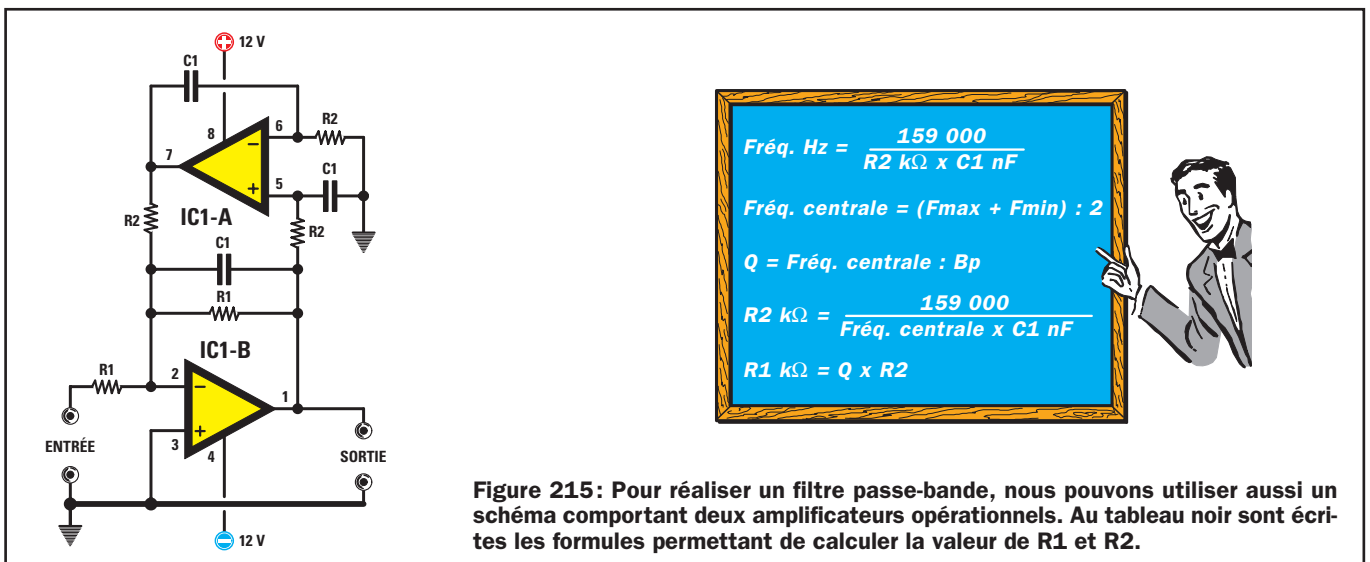 12 V
C1
8
6
R2
7
5
C1
R2
IC1-A
R2
C1
R1
IC1-B
R1
2
1
3
4
ENTRÉE
SORTIE
12 V
Fréq. Hz = 159 000
R2 kΩ x C1 nF
Fréq. centrale = (Fmax + Fmin) : 2
Q = Fréq. centrale : Bp
R2 kΩ = 159 000
Fréq. centrale x C1 nF
R1 kΩ = Q x R2
Figure 215: Pour réaliser un filtre passe-bande, nous pouvons utiliser aussi un
schéma comportant deux amplificateurs opérationnels. Au tableau noir sont écri-
tes les formules permettant de calculer la valeur de R1 et R2.